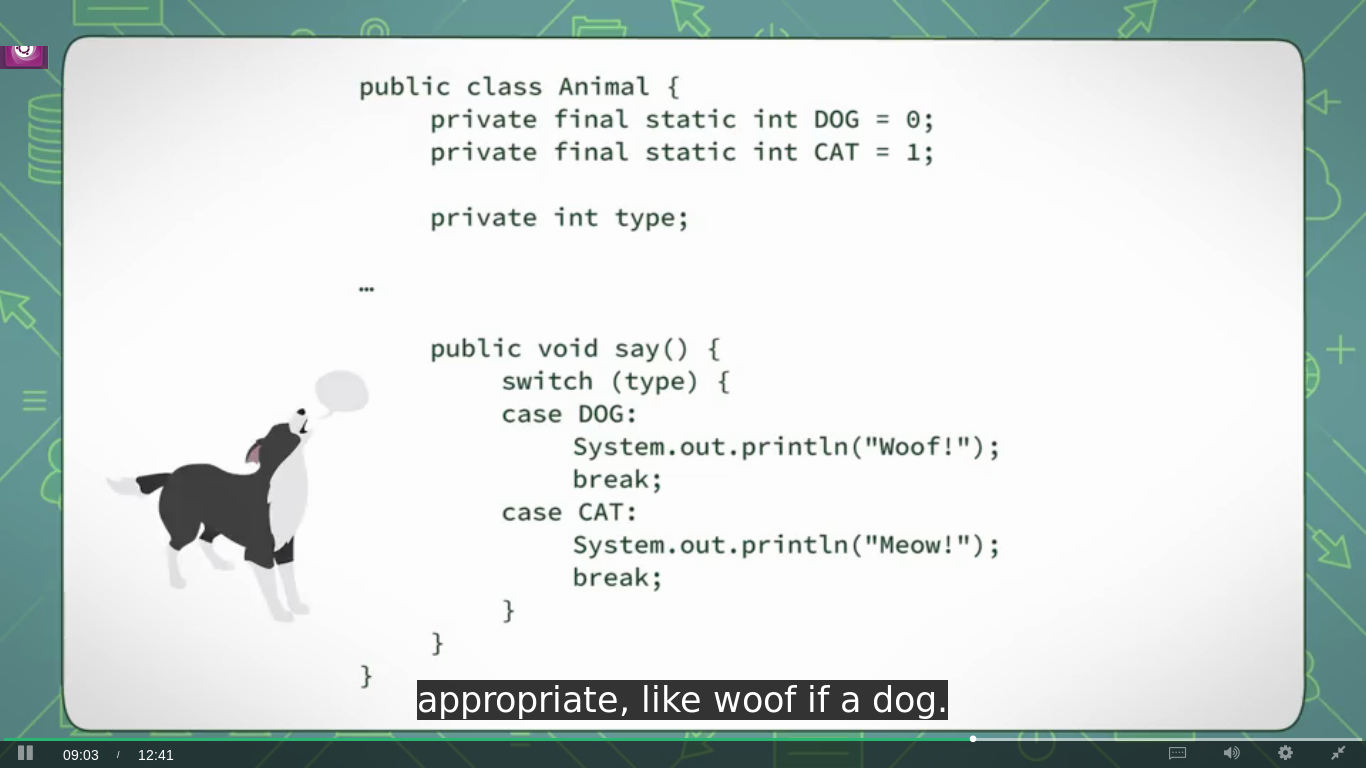 public class Animal {
private final static int DOG = 0;
private final static int CAT = 1;
private int type;
…
public void say() {
switch (type) {
case DOG:
System.out.println("Woof!");
break;
case CAT:
System.out.println("Meow!");
break;
}
}
}
appropriate, like woof if a dog.
09:03 / 12:41